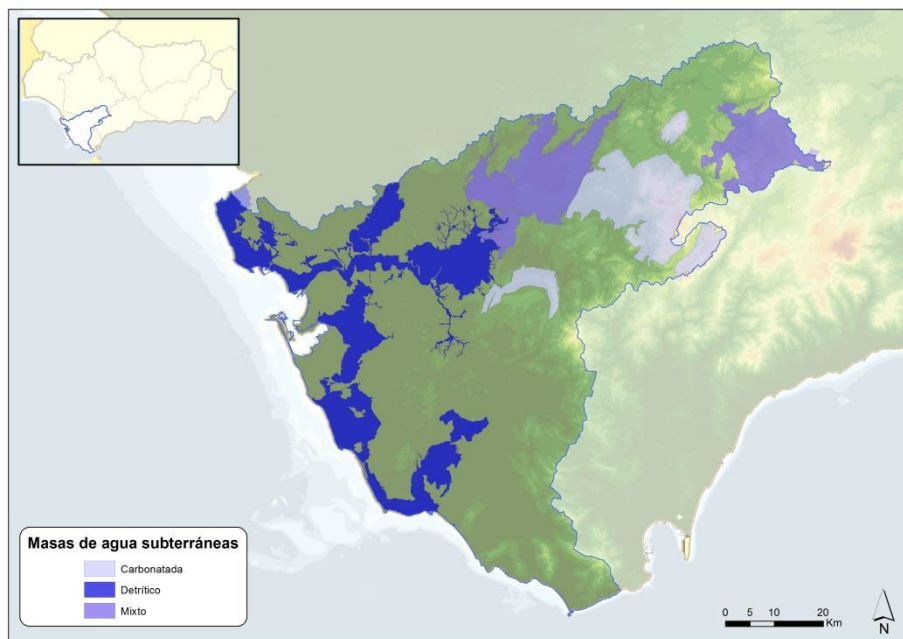 Masas de agua subterráneas
Carbonatada
Detrítico
Mixto
0 5 10 20
Km
N